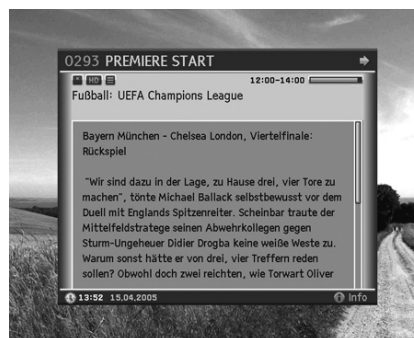 0293 PREMIERE START
HD
12:00-14:00
Fußball: UEFA Champions League
Bayern München - Chelsea London, Viertelfinale:
Rückspiel
"Wir sind dazu in der Lage, zu Hause drei, vier Tore zu
machen", tönte Michael Ballack selbstbewusst vor dem
Duell mit Englands Spitzenreiter. Scheinbar traute der
Mittelfeldstratege seinen Abwehrkollegen gegen
Sturm-Ungeheuer Didier Drogba keine weiße Weste zu.
Warum sonst hätte er von drei, vier Treffern reden
sollen? Obwohl doch zwei reichten, wie Torwart Oliver
13:52 15.04.2005
Info